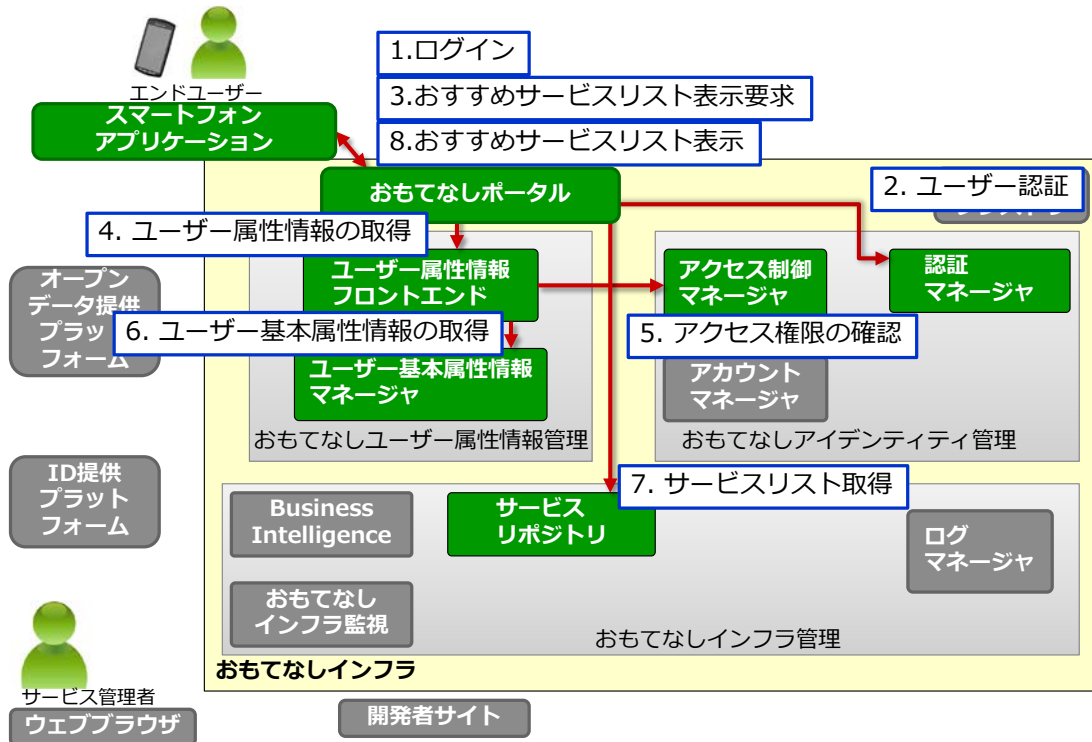 1.ログイン
エンドユーザー
3.おすすめサービスリスト表示要求
スマートフォン
アプリケーション
8.おすすめサービスリスト表示
おもてなしポータル
2. ユーザー認証
4. ユーザー属性情報の取得
ユーザー属性情報
フロントエンド
アクセス制御
マネージャ
認証
マネージャ
オープン
データ提供
プラット
フォーム
6. ユーザー基本属性情報の取得
5. アクセス権限の確認
ユーザー基本属性情報
マネージャ
アカウント
マネージャ
おもてなしユーザー属性情報管理
おもてなしアイデンティティ管理
ID提供
プラット
フォーム
7. サービスリスト取得
Business
Intelligence
サービス
リポジトリ
ログ
マネージャ
おもてなし
インフラ監視
おもてなしインフラ管理
おもてなしインフラ
サービス管理者
ウェブブラウザ
開発者サイト